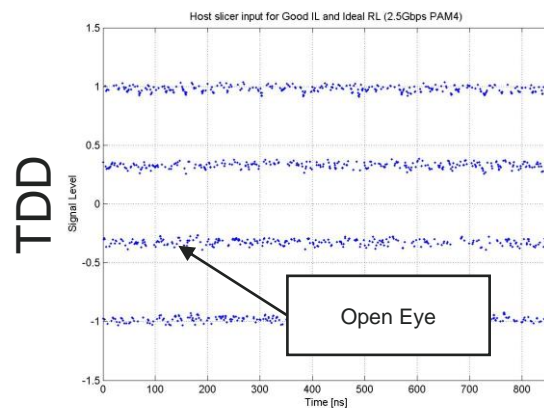 Host slicer input for Good IL and Ideal RL (2.5Gbps PAM4)
TDD
Signal Level
1.5
1
0.5
0
-0.5
-1
-1.5
Open Eye
0 100 200 300 400 500 600 700 800
Time [ns]